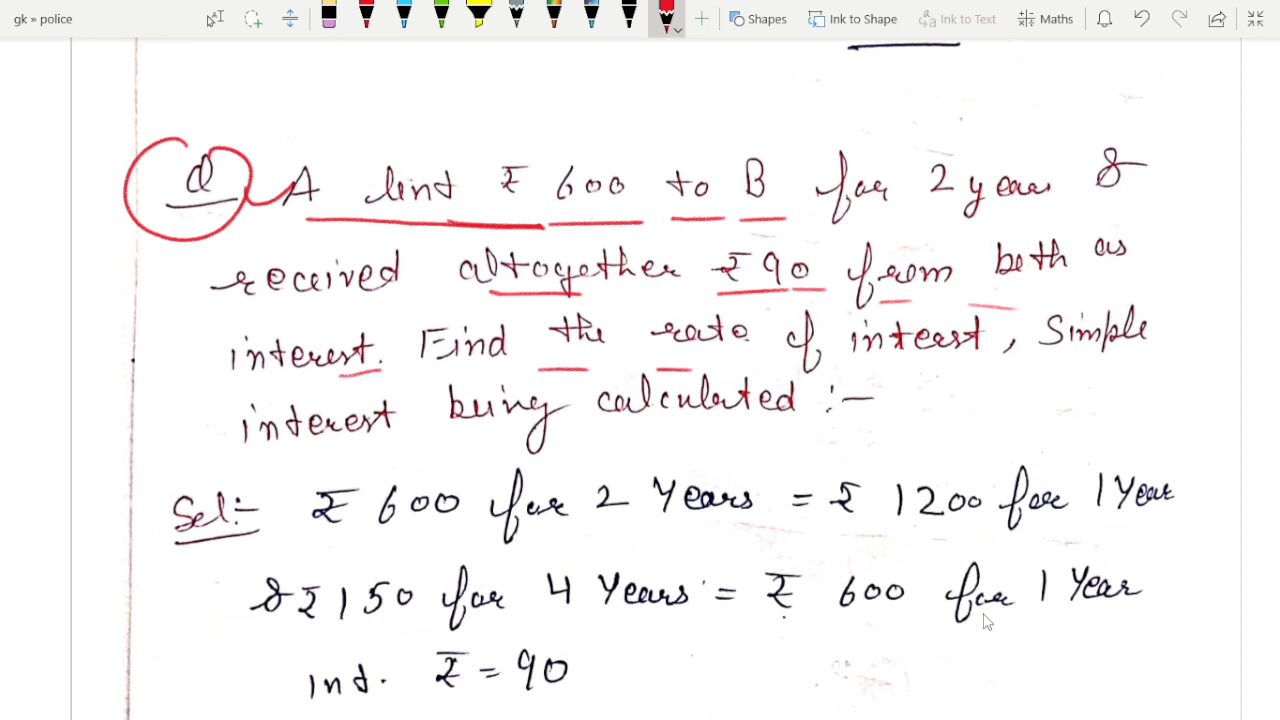 gk » police
Shapes Ink to Shape Ink to Text Maths
Q A lent ₹ 600 to B for 2 year &
received altogether ₹ 90 from both as
interest. Find the rate of interst, Simple
interest being calculated :-
Sol:- ₹ 600 for 2 Years = ₹ 1200 for 1 Year
& ₹ 150 for 4 Years = ₹ 600 for 1 Year
Int. ₹ = 90